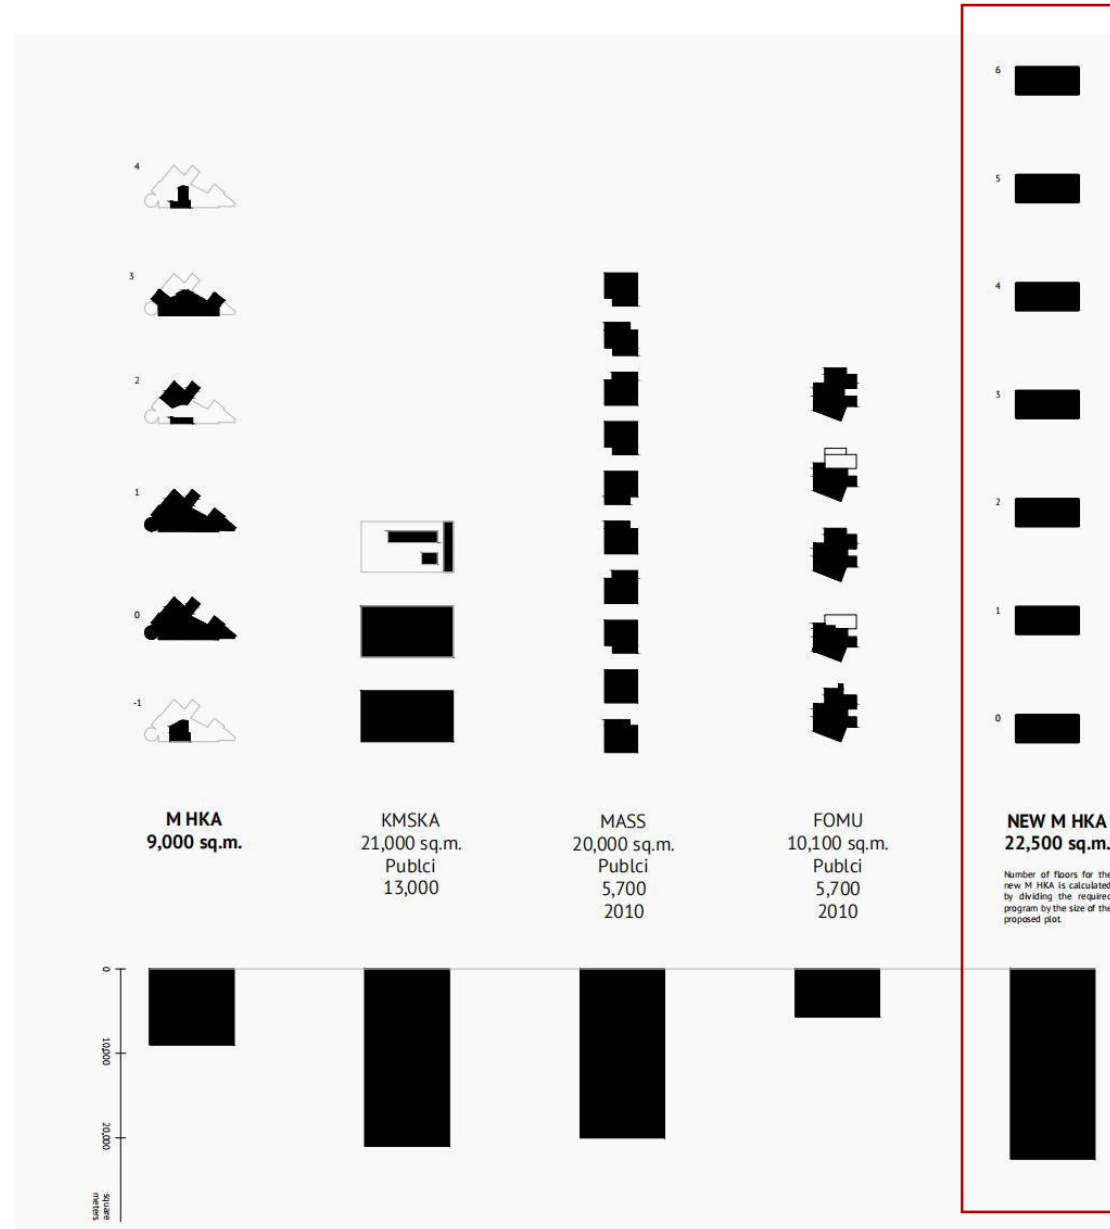 6
4
5
3
4
2
3
1
2
0
1
-1
0
M HKA
9,000 sq.m.
KMSKA
21,000 sq.m.
Publci
13,000
MASS
20,000 sq.m.
Publci
5,700
2010
FOMU
10,100 sq.m.
Publci
5,700
2010
NEW M HKA
22,500 sq.m.
Number of floors for the
new M HKA is calculated
by dividing the required
program by the size of the
proposed plot.
0
10,000
20,000
square
meters